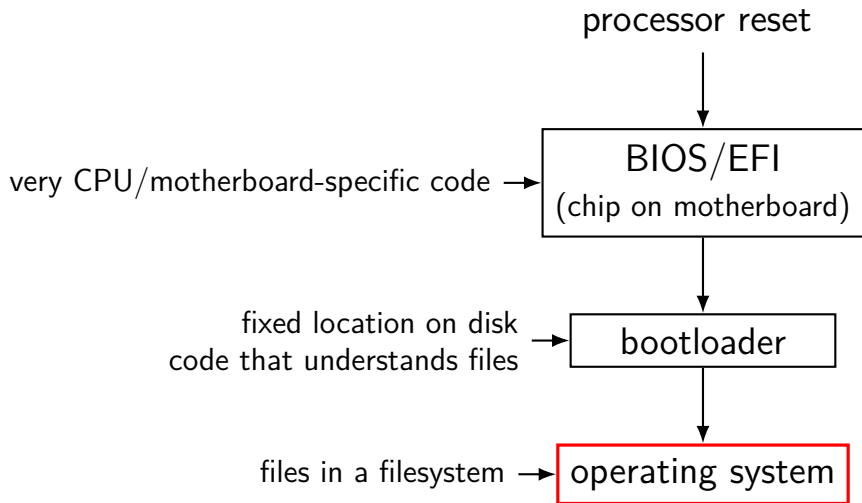 processor reset
BIOS/EFI
very CPU/motherboard-specific code
(chip on motherboard)
fixed location on disk
code that understands files
bootloader
files in a filesystem
operating system